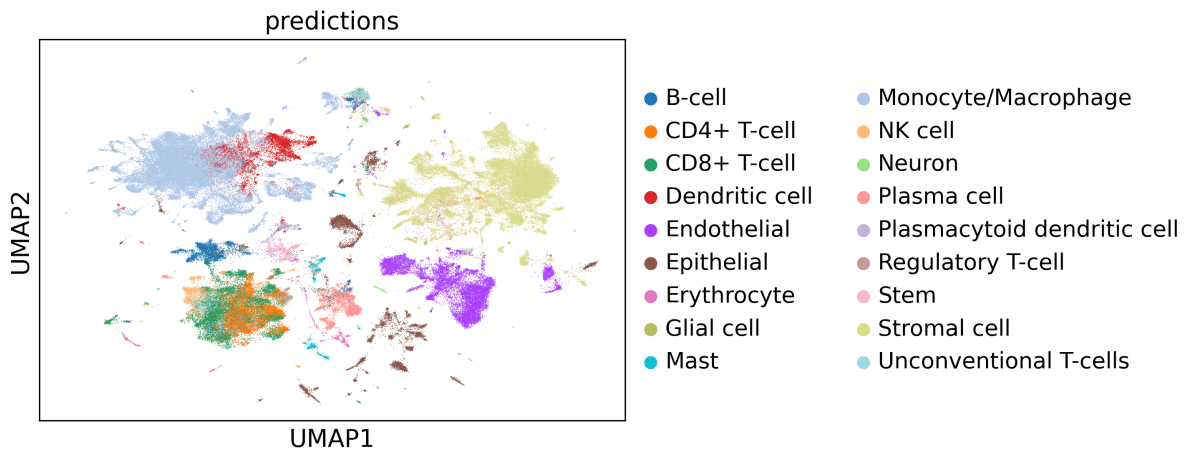 predictions
UMAP2
UMAP1
B-cell
CD4+ T-cell
CD8+ T-cell
Dendritic cell
Endothelial
Epithelial
Erythrocyte
Glial cell
Mast
Monocyte/Macrophage
NK cell
Neuron
Plasma cell
Plasmacytoid dendritic cell
Regulatory T-cell
Stem
Stromal cell
Unconventional T-cells